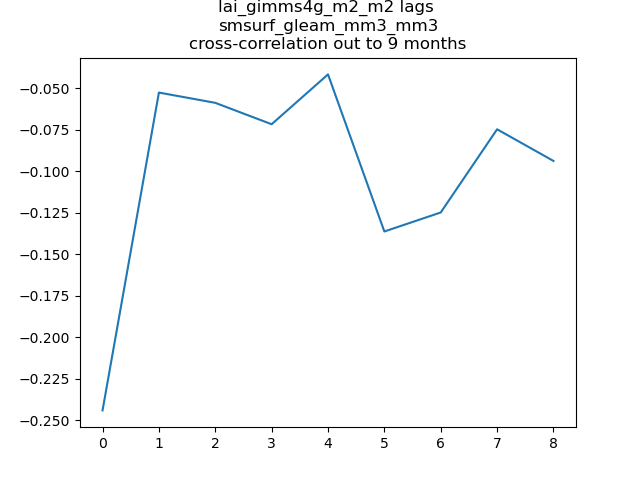 lai_gimms4g_m2_m2 lags
smsurf_gleam_mm3_mm3
cross-correlation out to 9 months
−0.050
−0.075
−0.100
−0.125
−0.150
−0.175
−0.200
−0.225
−0.250
0 1 2 3 4 5 6 7 8